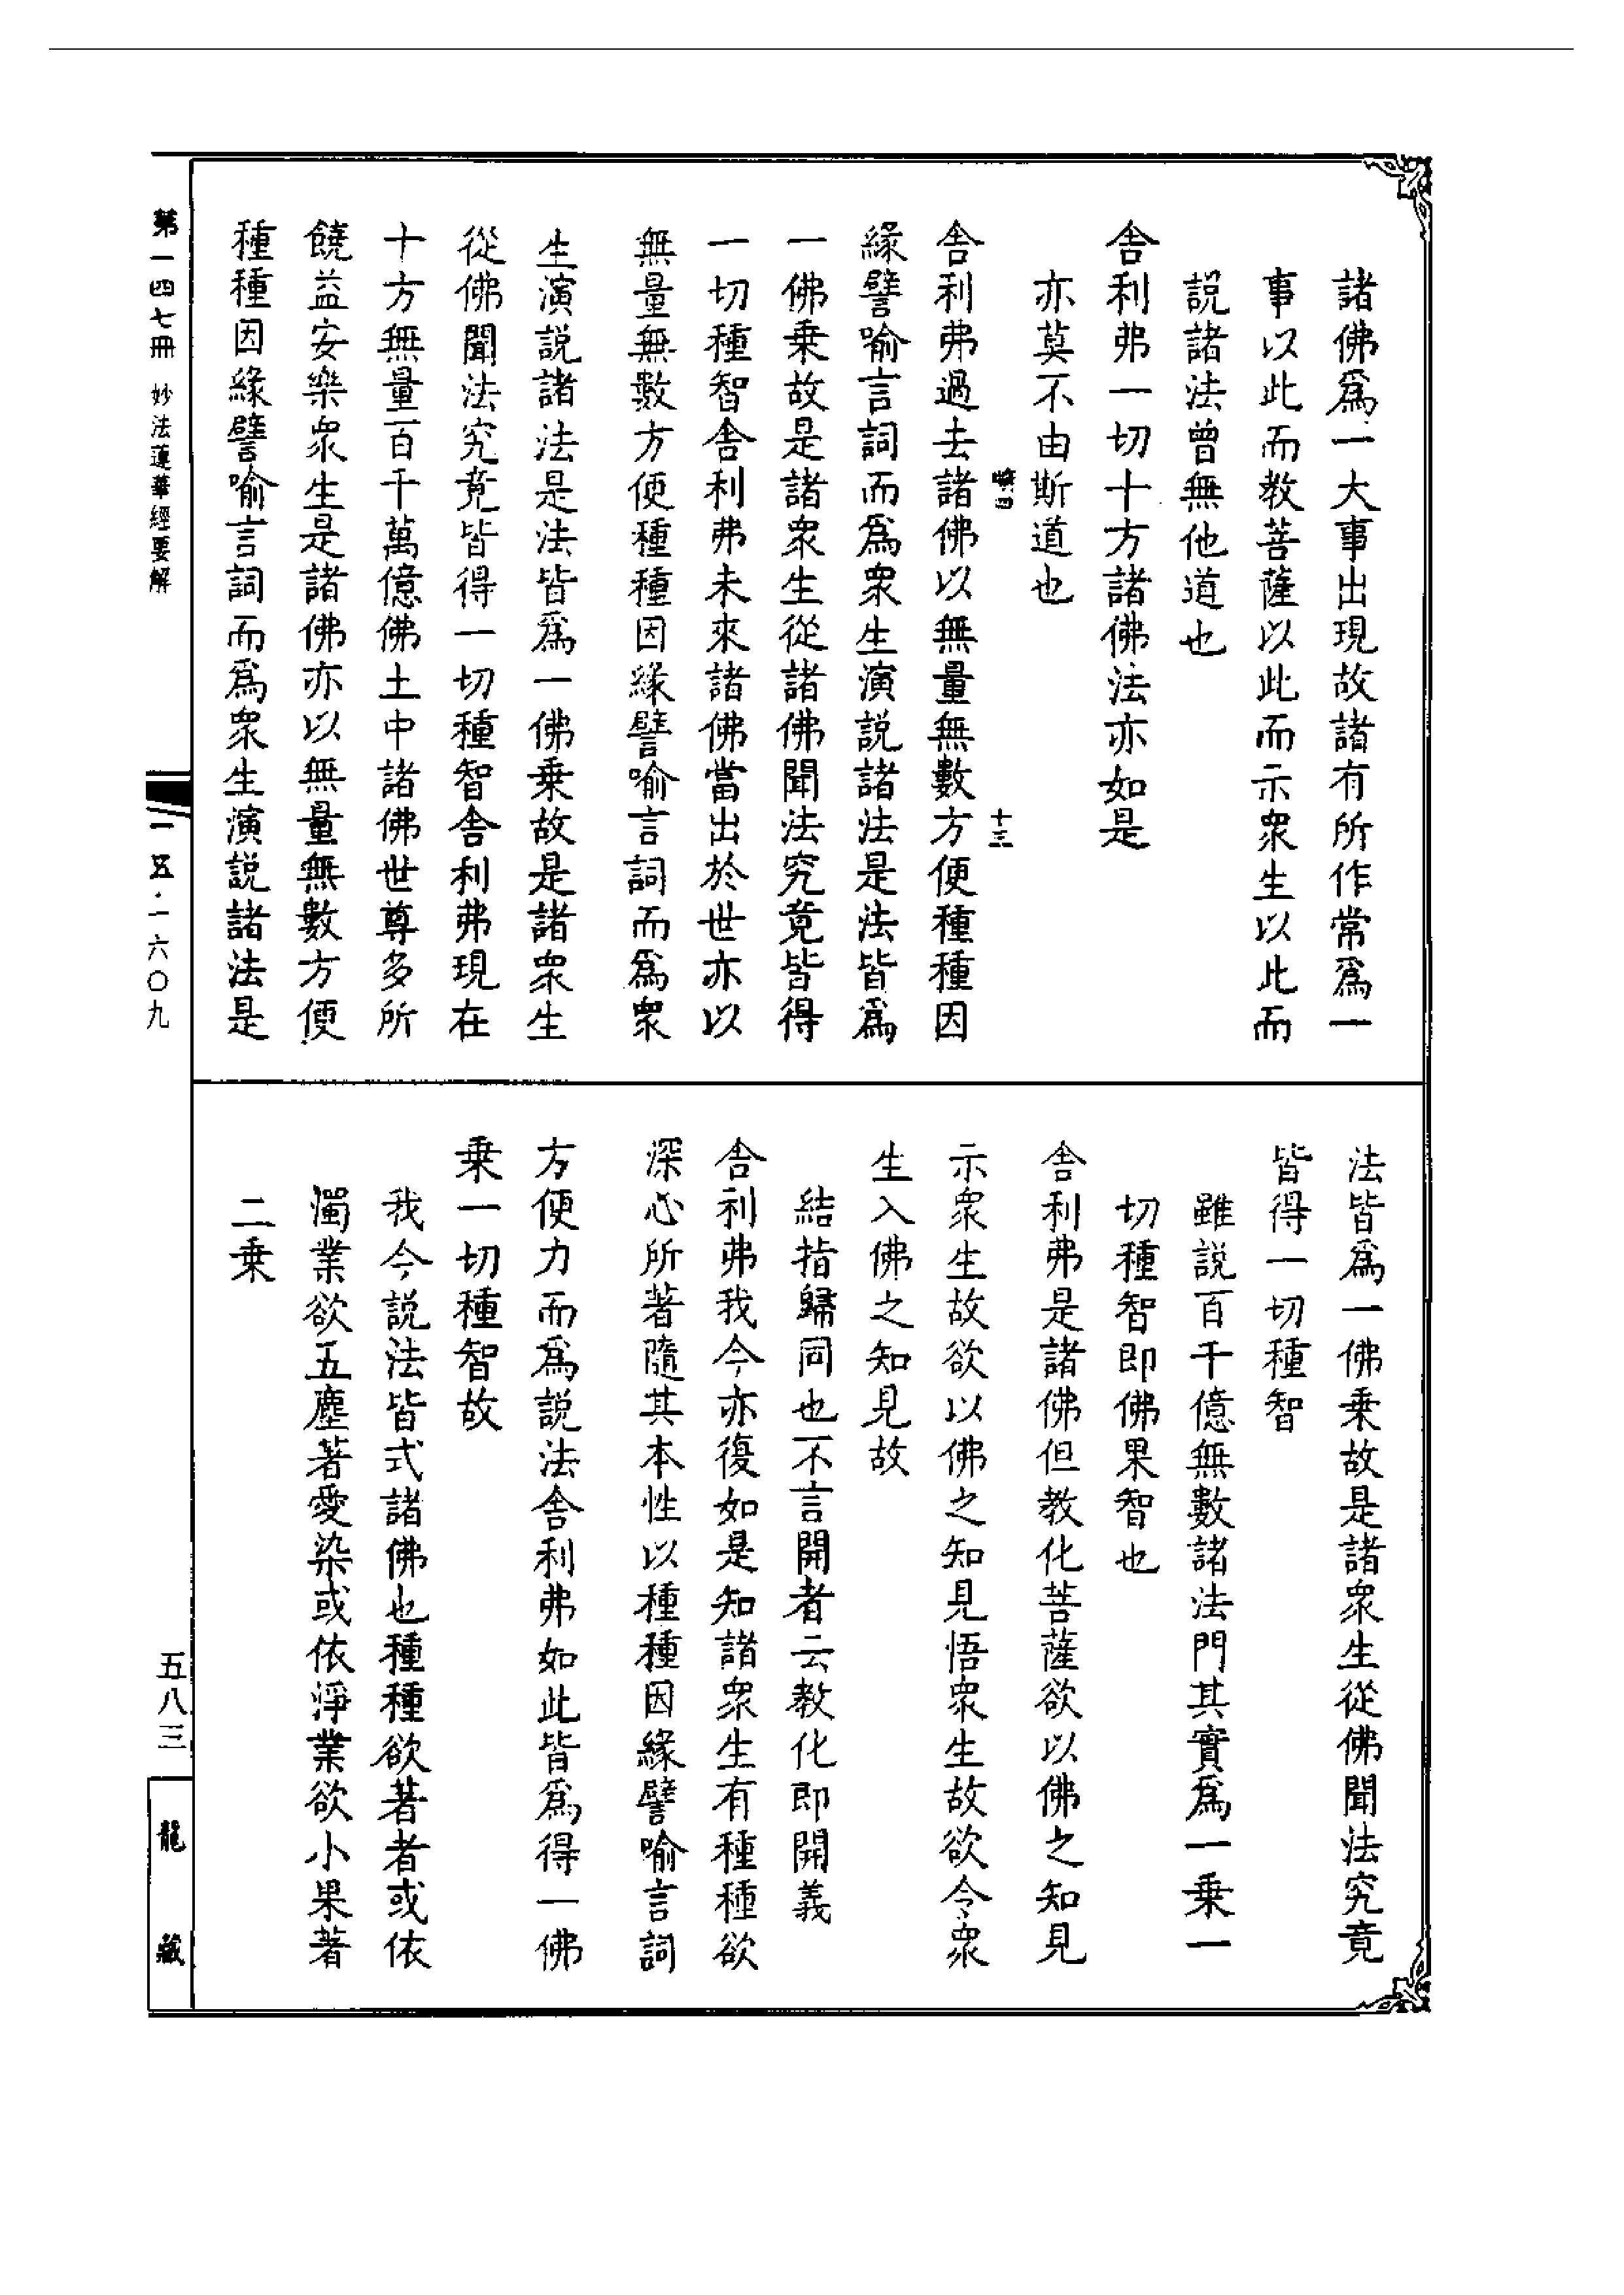 諸佛爲一大事出現故諸有所作常爲一
事以此而教菩薩以此而示衆生以此而
説諸法曾無他道也
舍利弗一切十方諸佛法亦如是
亦莫不由斯道也
十三
舍利弗過去諸佛以無量無數方便種種因
緣譬喻言詞而爲衆生演説諸法是法皆爲
一佛乗故是諸衆生從諸佛聞法究竟皆得
一切種智舍利弗未來諸佛當出於世亦以
無量無數方便種種因緣譬喻言詞而爲衆
生演説諸法是法皆爲一佛乗故是諸衆生
從佛聞法究竟皆得一切種智舍利弗現在
十方無量百千萬億佛土中諸佛世尊多所
饒益安樂衆生是諸佛亦以無量無數方便
種種因緣譬喻言詞而爲衆生演説諸法是
法皆爲一佛乗故是諸衆生從佛聞法究竟
皆得一切種智
雖説百千億無數諸法門其實爲一乗一
切種智即佛果智也
舍利弗是諸佛但教化菩薩欲以佛之知見
示衆生故欲以佛之知見悟衆生故欲令衆
生入佛之知見故
結指歸同也不言開者云教化即開義
舍利弗我今亦復如是知諸衆生有種種欲
深心所著隨其本性以種種因緣譬喻言詞
方便力而爲説法舍利弗如此皆爲得一佛
乗一切種智故
我今説法皆式諸佛也種種欲著者或依
濁業欲五塵著愛染或依淨業欲小果著
二乗
第一四七冊 妙法蓮華經要解
一五·一六〇九
五八三
龍藏